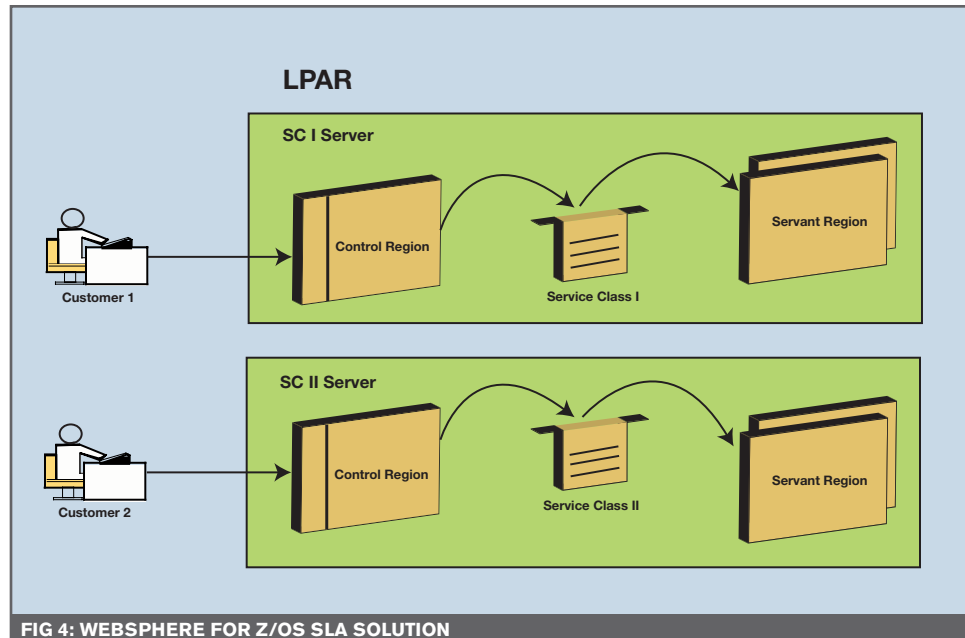 LPAR
SC I Server
Control Region
Service Class I
Servant Region
Customer 1
SC II Server
Control Region
Service Class II
Servant Region
Customer 2
FIG 4: WEBSPHERE FOR Z/OS SLA SOLUTION